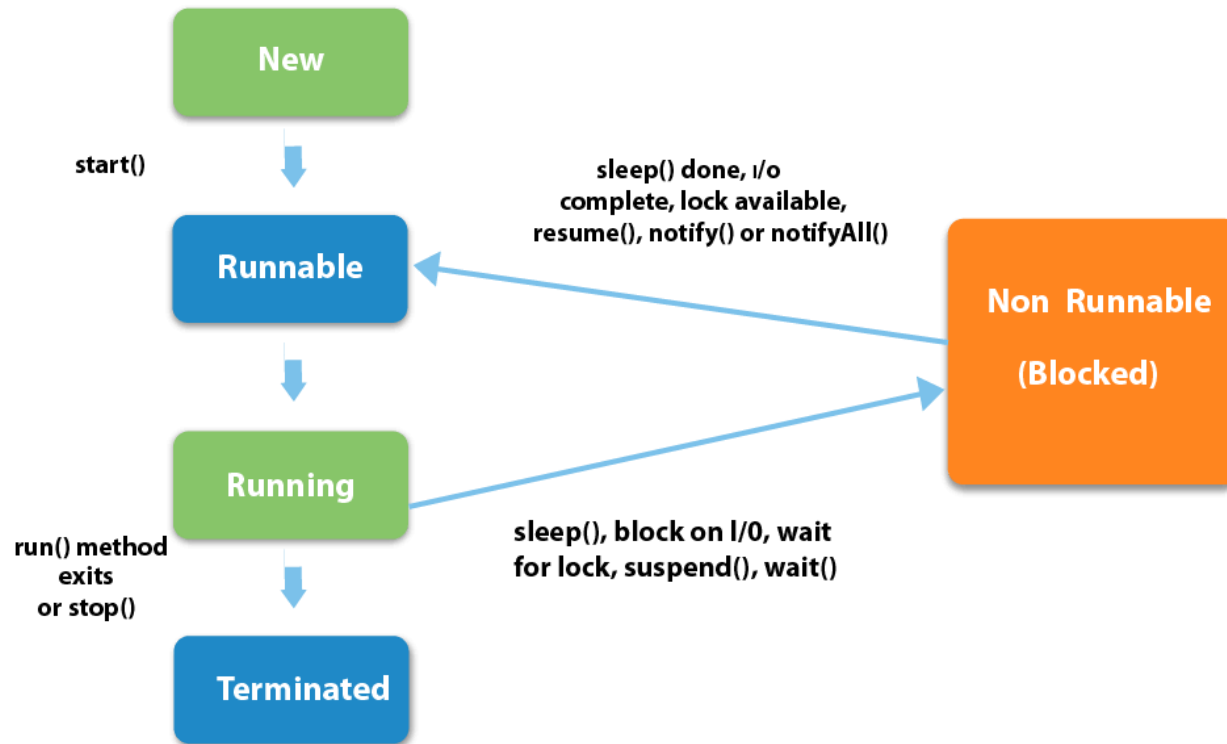 New
start()
sleep() done, I/o
complete, lock available,
resume(), notify() or notifyAll()
Runnable
Non Runnable
(Blocked)
Running
sleep(), block on I/0, wait
for lock, suspend(), wait()
run() method
exits
or stop()
Terminated